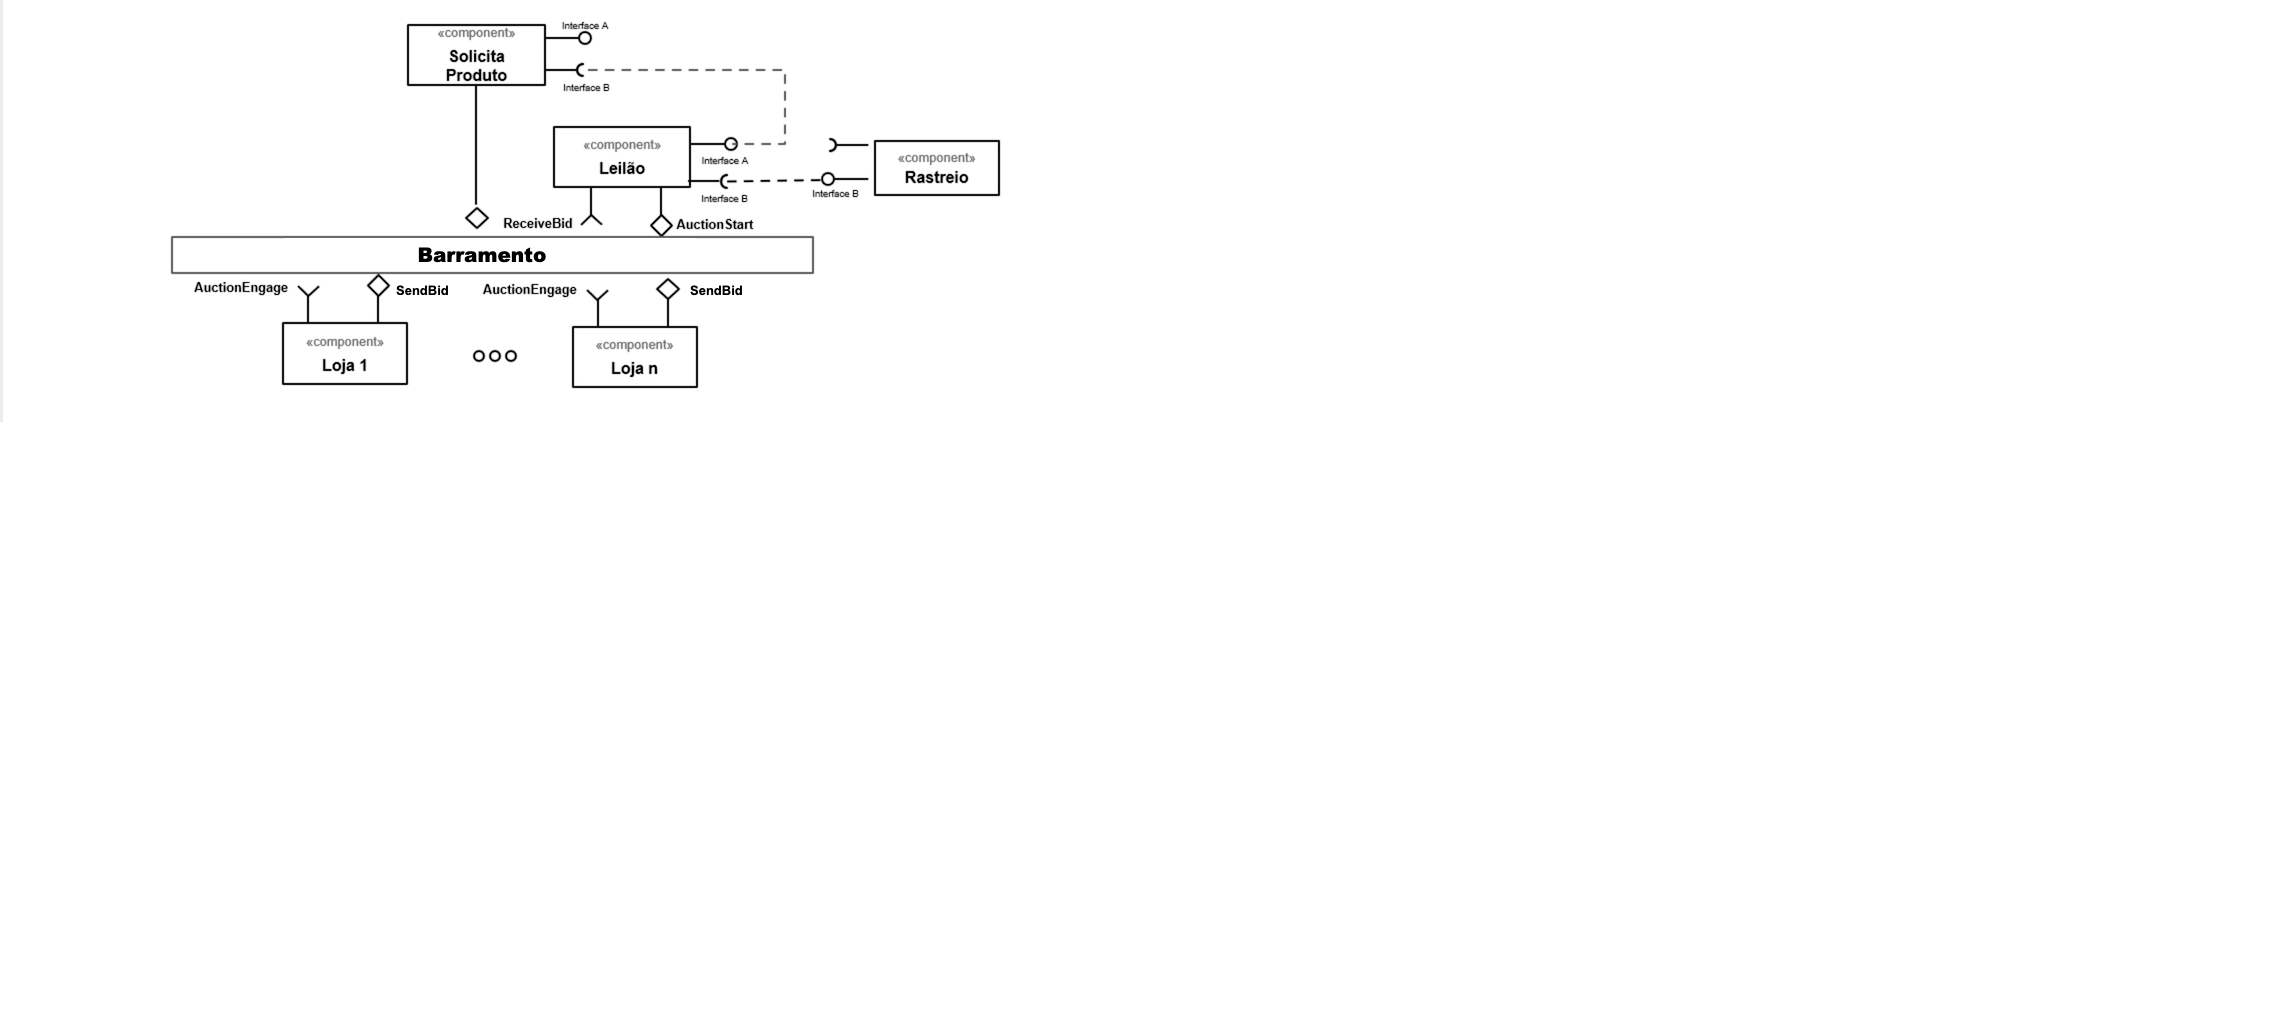 Interface A
«component»
Solicita
Produto
Interface B
«component»
Leilão
Interface A
Interface B
«component»
Rastreio
Interface B
ReceiveBid
AuctionStart
Barramento
AuctionEngage
SendBid
AuctionEngage
SendBid
«component»
Loja 1
«component»
Loja n